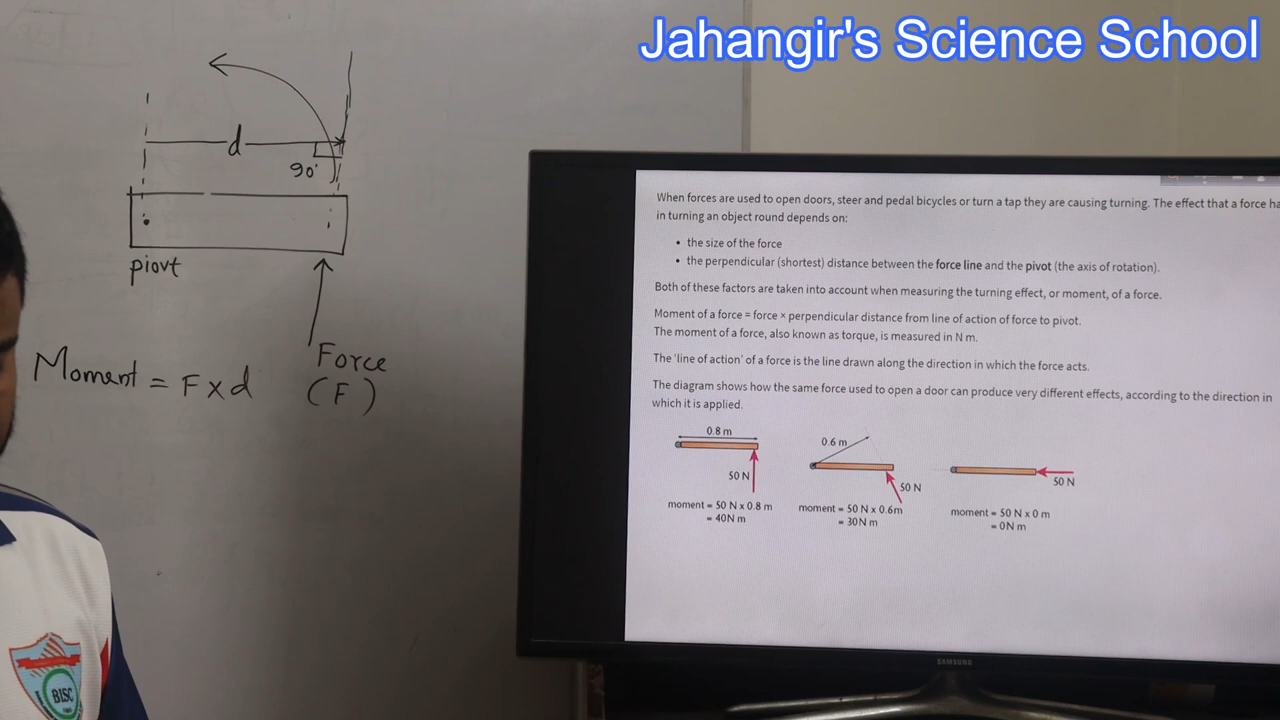 Jahangir's Science School
d
90°
piovt
Force
(F)
Moment = F x d
When forces are used to open doors, steer and pedal bicycles or turn a tap they are causing turning. The effect that a force ha
in turning an object round depends on:
• the size of the force
• the perpendicular (shortest) distance between the force line and the pivot (the axis of rotation).
Both of these factors are taken into account when measuring the turning effect, or moment, of a force.
Moment of a force = force × perpendicular distance from line of action of force to pivot.
The moment of a force, also known as torque, is measured in N m.
The 'line of action' of a force is the line drawn along the direction in which the force acts.
The diagram shows how the same force used to open a door can produce very different effects, according to the direction in
which it is applied.
0.8 m
50 N
moment = 50 N x 0.8 m
= 40N m
0.6 m
50 N
moment = 50 N x 0.6m
= 30N m
50 N
moment = 50 N x 0 m
= 0N m
SAMSUNG
BISC